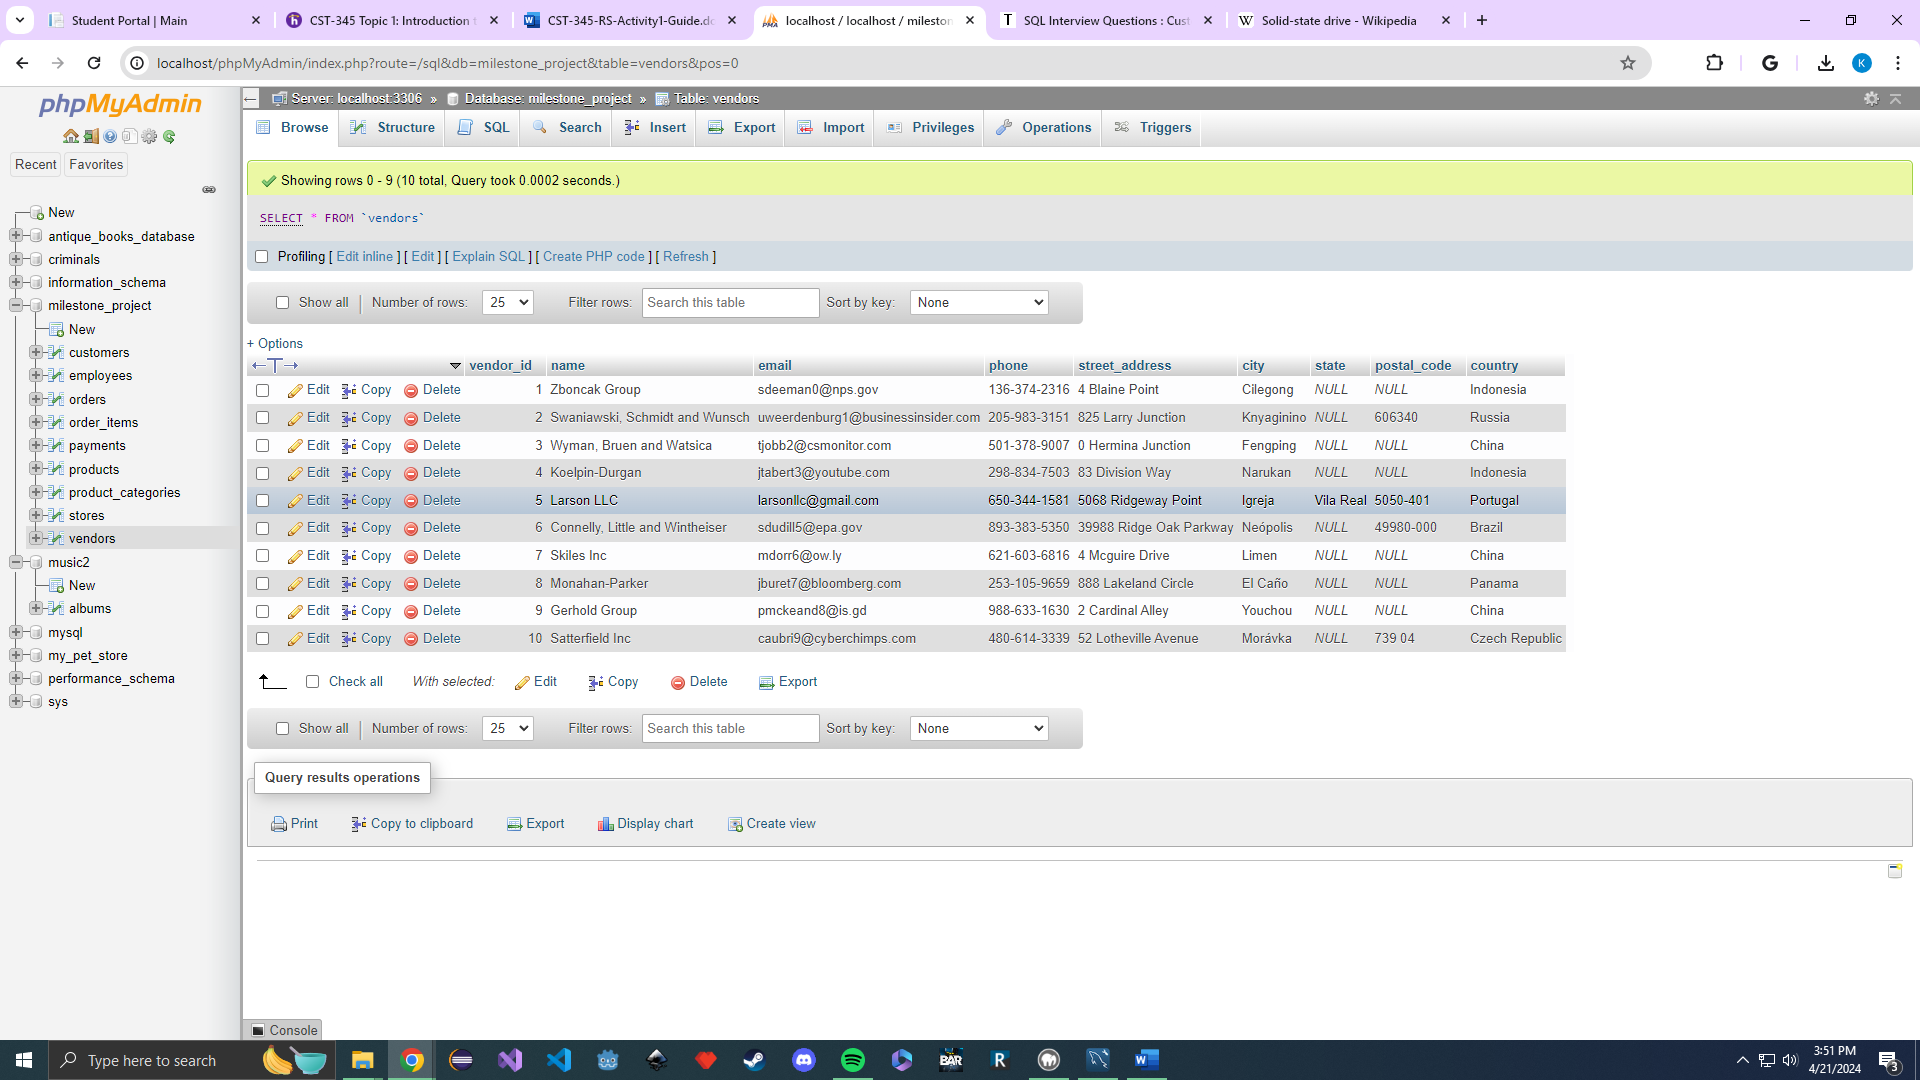 Student Portal | Main
CST-345 Topic 1: Introduction t
CST-345-RS-Activity1-Guide.dc
localhost / localhost / mileston
SQL Interview Questions : Cust
Solid-state drive - Wikipedia
localhost/phpMyAdmin/index.php?route=/sql&db=milestone_project&table=vendors&pos=0
K
phpMyAdmin
Recent Favorites
New
antique_books_database
criminals
information_schema
milestone_project
New
customers
employees
orders
order_items
payments
products
product_categories
stores
vendors
music2
New
albums
mysql
my_pet_store
performance_schema
sys
Server: localhost:3306 » Database: milestone_project » Table: vendors
Browse Structure SQL Search Insert Export Import Privileges Operations Triggers
Showing rows 0 - 9 (10 total, Query took 0.0002 seconds.)
SELECT * FROM `vendors`
Profiling [ Edit inline ] [ Edit ] [ Explain SQL ] [ Create PHP code ] [ Refresh ]
Show all Number of rows: 25 Filter rows: Search this table Sort by key: None
+ Options
vendor_id name email phone street_address city state postal_code country
Edit Copy Delete 1 Zboncak Group sdeeman0@nps.gov 136-374-2316 4 Blaine Point Cilegong NULL NULL Indonesia
Edit Copy Delete 2 Swaniawski, Schmidt and Wunsch uweerdenburg1@businessinsider.com 205-983-3151 825 Larry Junction Knyaginino NULL 606340 Russia
Edit Copy Delete 3 Wyman, Bruen and Watsica tjobb2@csmonitor.com 501-378-9007 0 Hermina Junction Fengping NULL NULL China
Edit Copy Delete 4 Koelpin-Durgan jtabert3@youtube.com 298-834-7503 83 Division Way Narukan NULL NULL Indonesia
Edit Copy Delete 5 Larson LLC larsonllc@gmail.com 650-344-1581 5068 Ridgeway Point Igreja Vila Real 5050-401 Portugal
Edit Copy Delete 6 Connelly, Little and Wintheiser sdudill5@epa.gov 893-383-5350 39988 Ridge Oak Parkway Neópolis NULL 49980-000 Brazil
Edit Copy Delete 7 Skiles Inc mdorr6@ow.ly 621-603-6816 4 Mcguire Drive Limen NULL NULL China
Edit Copy Delete 8 Monahan-Parker jburet7@bloomberg.com 253-105-9659 888 Lakeland Circle El Caño NULL NULL Panama
Edit Copy Delete 9 Gerhold Group pmckeand8@is.gd 988-633-1630 2 Cardinal Alley Youchou NULL NULL China
Edit Copy Delete 10 Satterfield Inc caubri9@cyberchimps.com 480-614-3339 52 Lotheville Avenue Morávka NULL 739 04 Czech Republic
Check all With selected: Edit Copy Delete Export
Show all Number of rows: 25 Filter rows: Search this table Sort by key: None
Query results operations
Print Copy to clipboard Export Display chart Create view
Console
Type here to search
BAR
R
3:51 PM
4/21/2024
3